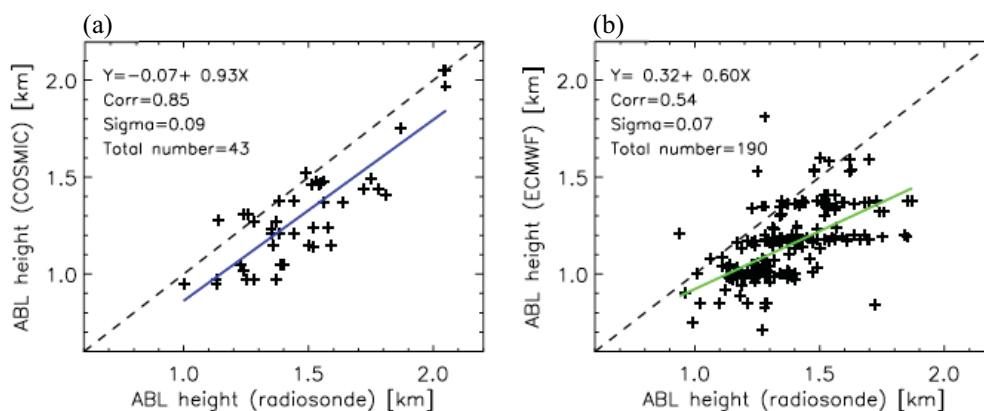 (a)
Y=−0.07+ 0.93X
Corr=0.85
Sigma=0.09
Total number=43
2.0
1.5
1.0
ABL height (COSMIC) [km]
1.0
1.5
2.0
ABL height (radiosonde) [km]
(b)
Y= 0.32+ 0.60X
Corr=0.54
Sigma=0.07
Total number=190
2.0
1.5
1.0
ABL height (ECMWF) [km]
1.0
1.5
2.0
ABL height (radiosonde) [km]